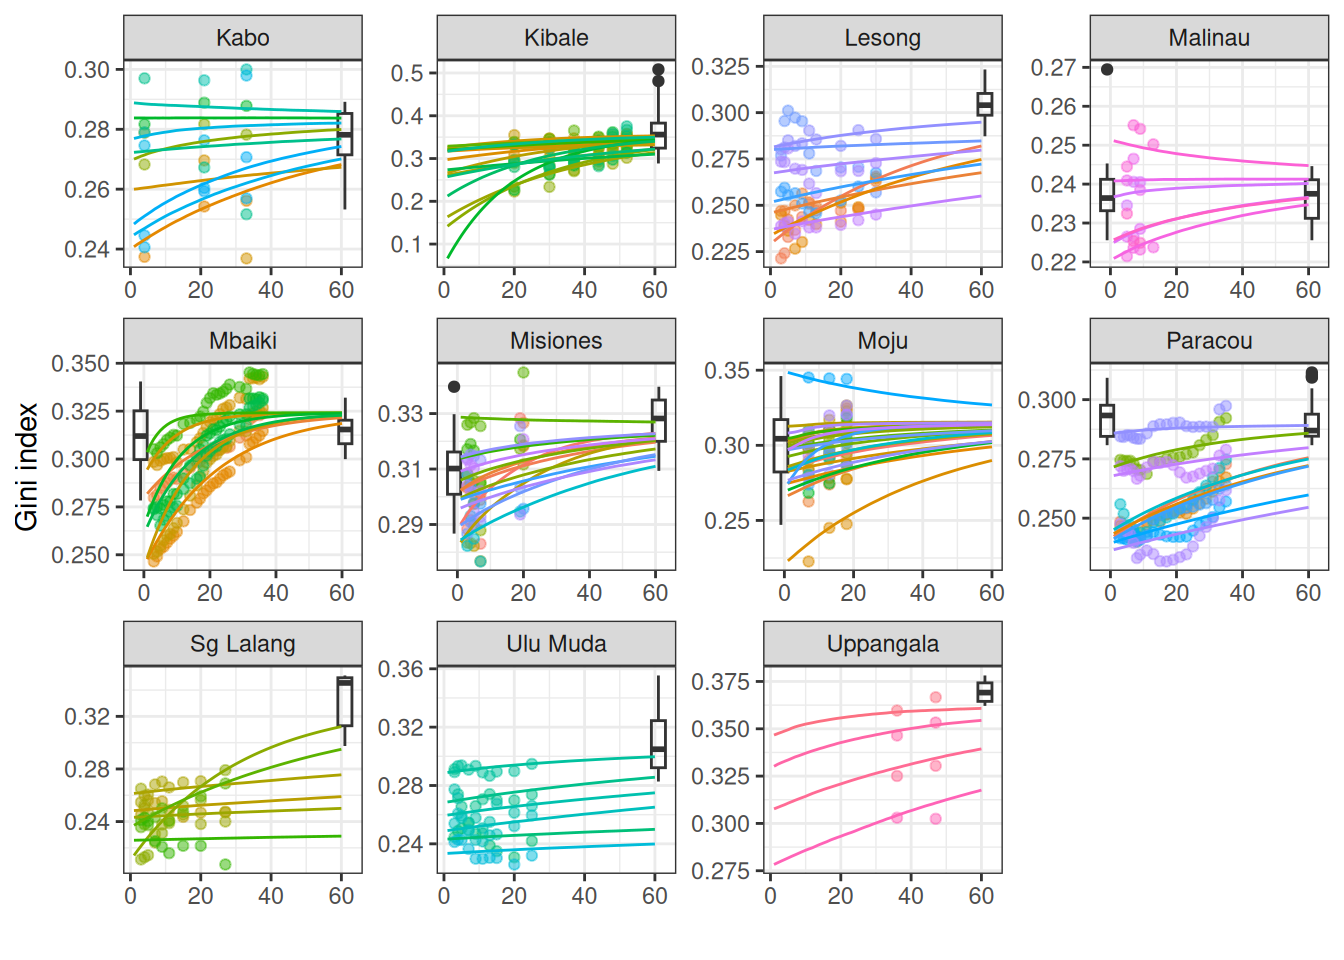 Kabo Kibale Lesong Malinau
0.30 0.28 0.26 0.24
0.5 0.4 0.3 0.2 0.1
0.325 0.300 0.275 0.250 0.225
0.27 0.26 0.25 0.24 0.23 0.22
0 20 40 60 0 20 40 60 0 20 40 60 0 20 40 60
Mbaiki Misiones Moju Paracou
Gini index
0.350 0.325 0.300 0.275 0.250
0.33 0.31 0.29
0.35 0.30 0.25
0.300 0.275 0.250
0 20 40 60 0 20 40 60 0 20 40 60 0 20 40 60
Sg Lalang Ulu Muda Uppangala
0.32 0.28 0.24
0.36 0.32 0.28 0.24
0.375 0.350 0.325 0.300 0.275
0 20 40 60 0 20 40 60 0 20 40 60